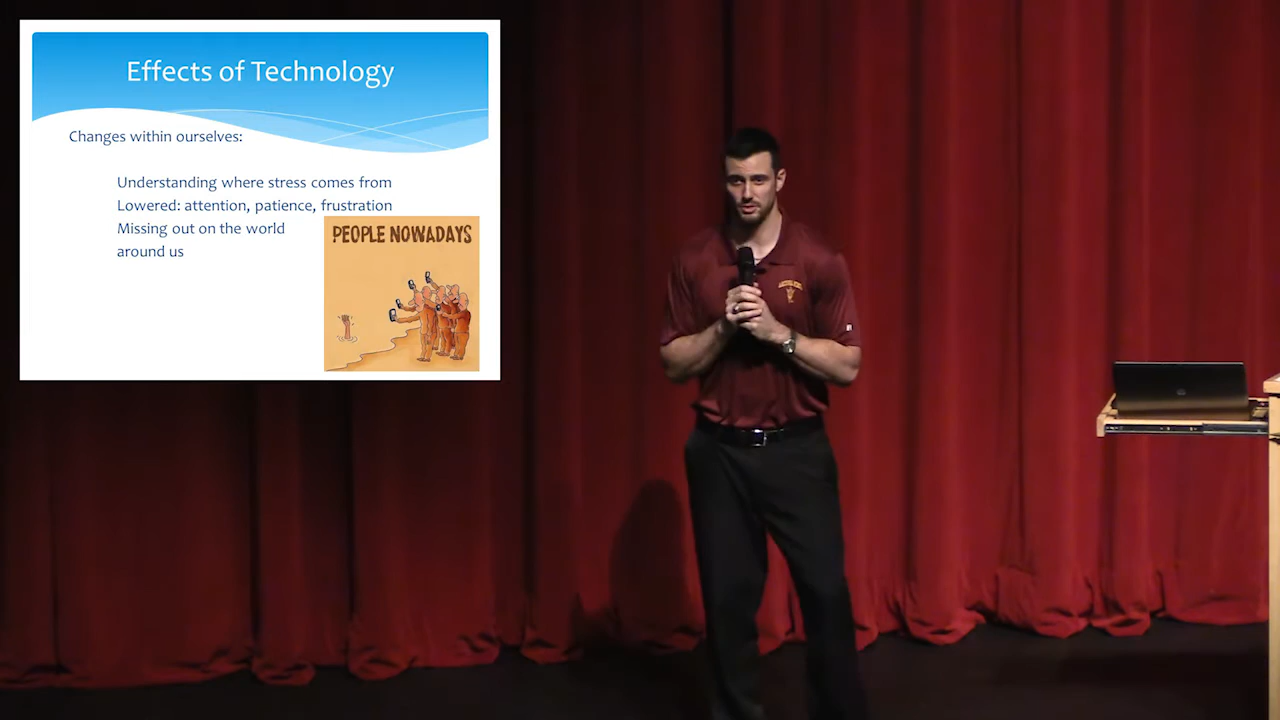 Effects of Technology
Changes within ourselves:
Understanding where stress comes from
Lowered: attention, patience, frustration
Missing out on the world
around us
PEOPLE NOWADAYS